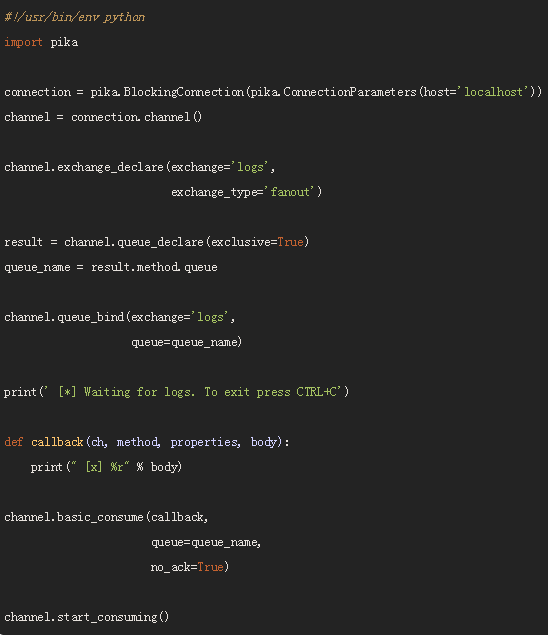 #!/usr/bin/env python
import pika

connection = pika.BlockingConnection(pika.ConnectionParameters(host='localhost'))
channel = connection.channel()

channel.exchange_declare(exchange='logs',
                         exchange_type='fanout')

result = channel.queue_declare(exclusive=True)
queue_name = result.method.queue

channel.queue_bind(exchange='logs',
                   queue=queue_name)

print(' [*] Waiting for logs. To exit press CTRL+C')

def callback(ch, method, properties, body):
    print(" [x] %r" % body)

channel.basic_consume(callback,
                      queue=queue_name,
                      no_ack=True)

channel.start_consuming()